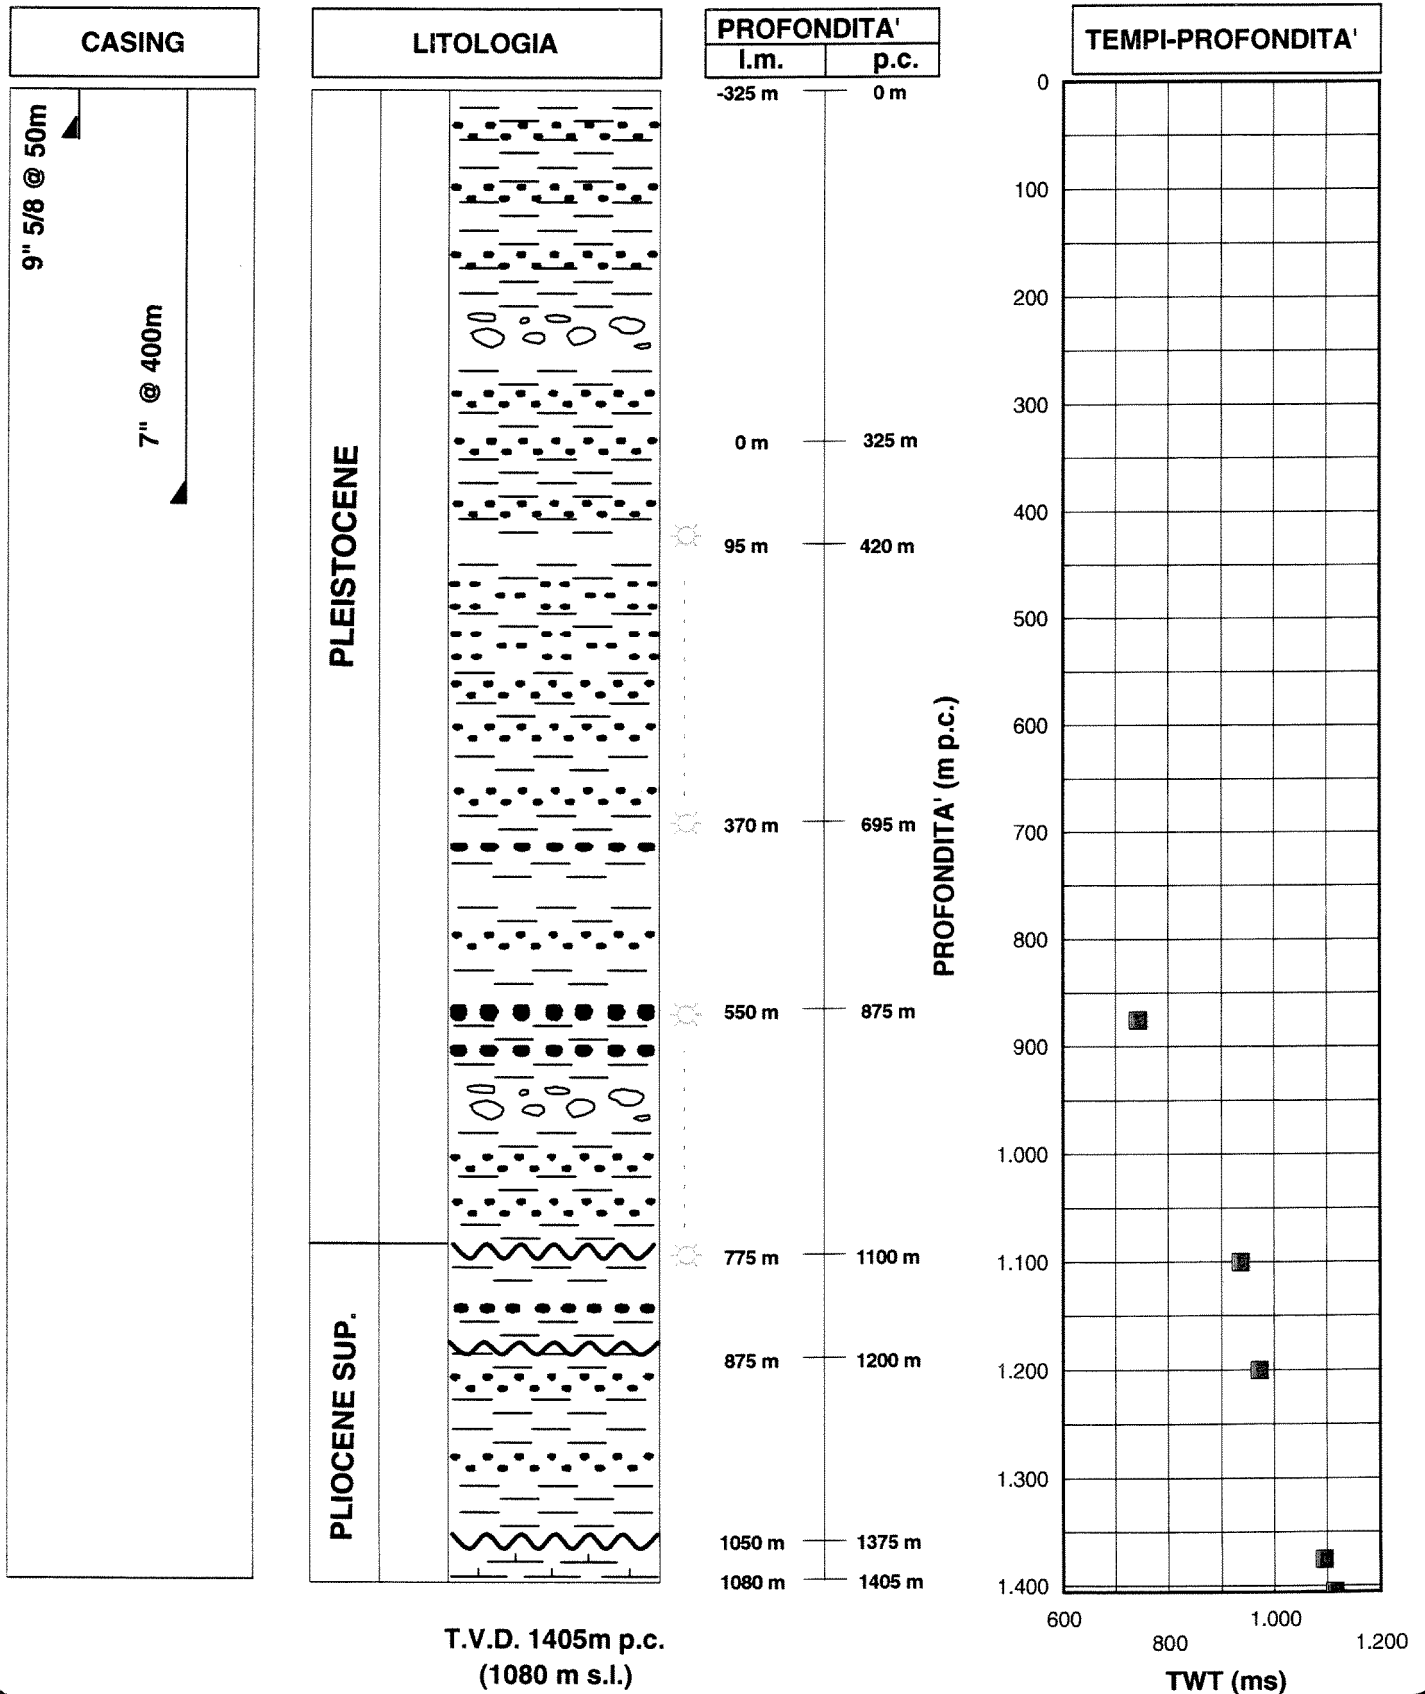 CASING
LITOLOGIA
PROFONDITA'
l.m. p.c.
TEMPI-PROFONDITA'
9" 5/8 @ 50m
7" @ 400m
PLEISTOCENE
PLIOCENE SUP.
-325 m 0 m
0 m 325 m
95 m 420 m
370 m 695 m
550 m 875 m
775 m 1100 m
875 m 1200 m
1050 m 1375 m
1080 m 1405 m
T.V.D. 1405m p.c.
(1080 m s.l.)
PROFONDITA' (m p.c.)
0
100
200
300
400
500
600
700
800
900
1.000
1.100
1.200
1.300
1.400
600 800 1.000 1.200
TWT (ms)